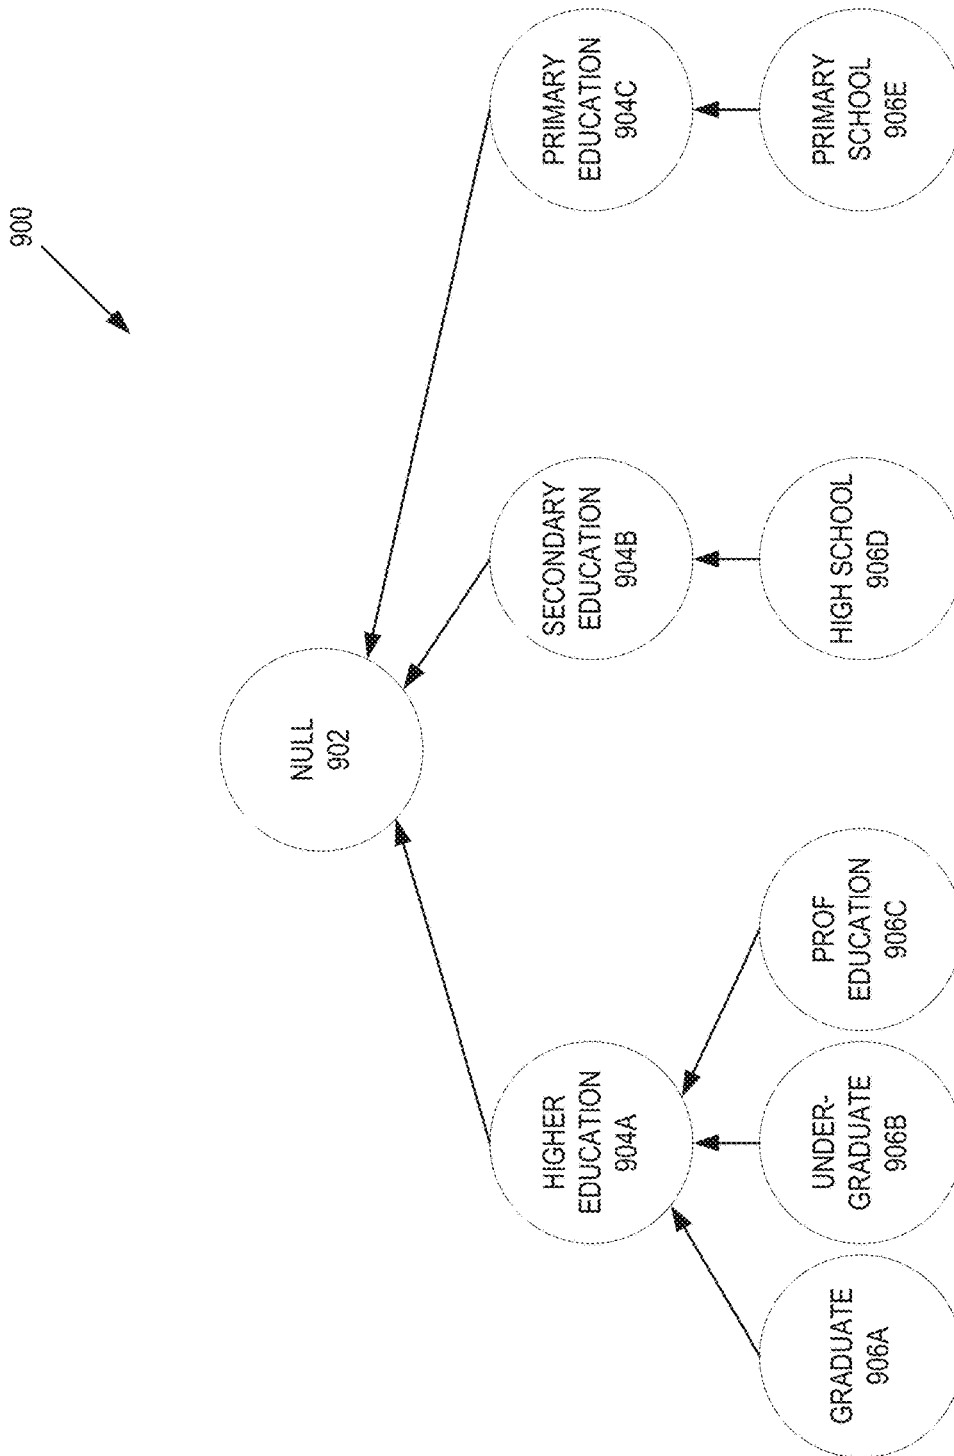 900
NULL
902
HIGHER
EDUCATION
904A
SECONDARY
EDUCATION
904B
PRIMARY
EDUCATION
904C
GRADUATE
906A
UNDER-
GRADUATE
906B
PROF
EDUCATION
906C
HIGH SCHOOL
906D
PRIMARY
SCHOOL
906E